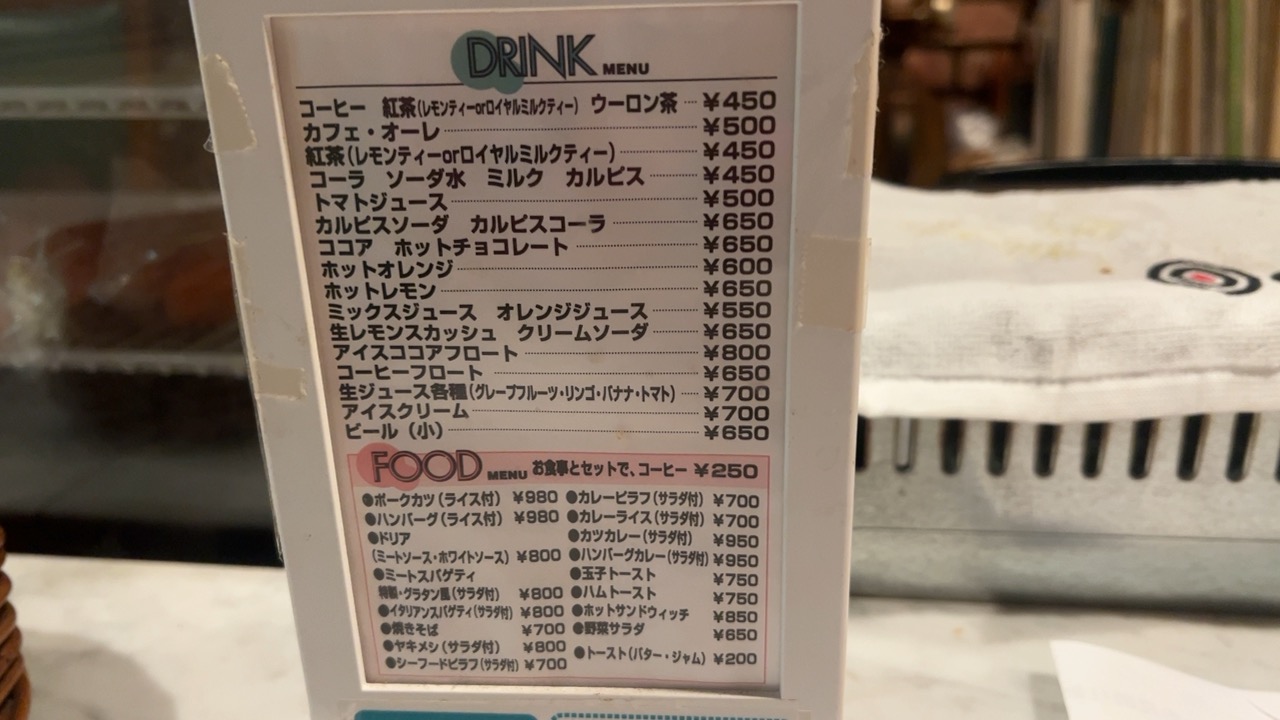 DRINK MENU
コーヒー 紅茶(レモンティーorロイヤルミルクティー) ウーロン茶 ¥450
カフェ・オーレ ¥500
紅茶(レモンティーorロイヤルミルクティー) ¥450
コーラ ソーダ水 ミルク カルピス ¥450
トマトジュース ¥500
カルピスソーダ カルピスコーラ ¥650
ココア ホットチョコレート ¥650
ホットオレンジ ¥600
ホットレモン ¥650
ミックスジュース オレンジジュース ¥550
生レモンスカッシュ クリームソーダ ¥650
アイスココアフロート ¥800
コーヒーフロート ¥650
生ジュース各種(グレープフルーツ・リンゴ・バナナ・トマト) ¥700
アイスクリーム ¥700
ビール(小) ¥650
FOOD MENU お食事とセットで、コーヒー ¥250
●ポークカツ(ライス付) ¥980
●ハンバーグ(ライス付) ¥980
●ドリア
(ミートソース・ホワイトソース) ¥800
●ミートスパゲティ
特製・グラタン風(サラダ付) ¥800
●イタリアンスパゲティ(サラダ付) ¥800
●焼きそば ¥700
●ヤキメシ(サラダ付) ¥800
●シーフードピラフ(サラダ付) ¥700
●カレーピラフ(サラダ付) ¥700
●カレーライス(サラダ付) ¥700
●カツカレー(サラダ付) ¥950
●ハンバーグカレー(サラダ付) ¥950
●玉子トースト ¥750
●ハムトースト ¥750
●ホットサンドウィッチ ¥850
●野菜サラダ ¥650
●トースト(バター・ジャム) ¥200